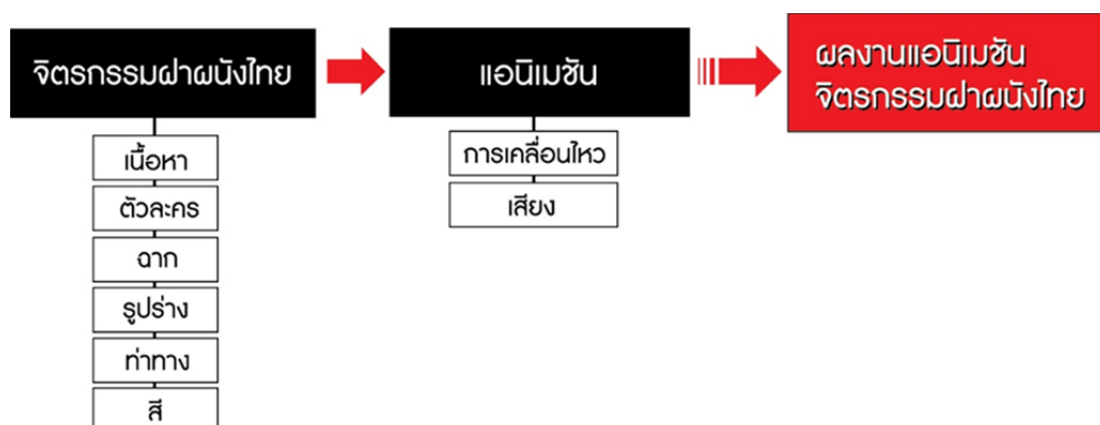 จิตรกรรมฝาผนังไทย
เนื้อหา
ตัวละคร
ฉาก
รูปร่าง
ท่าทาง
สี
แอนิเมชัน
การเคลื่อนไหว
เสียง
ผลงานแอนิเมชัน
จิตรกรรมฝาผนังไทย